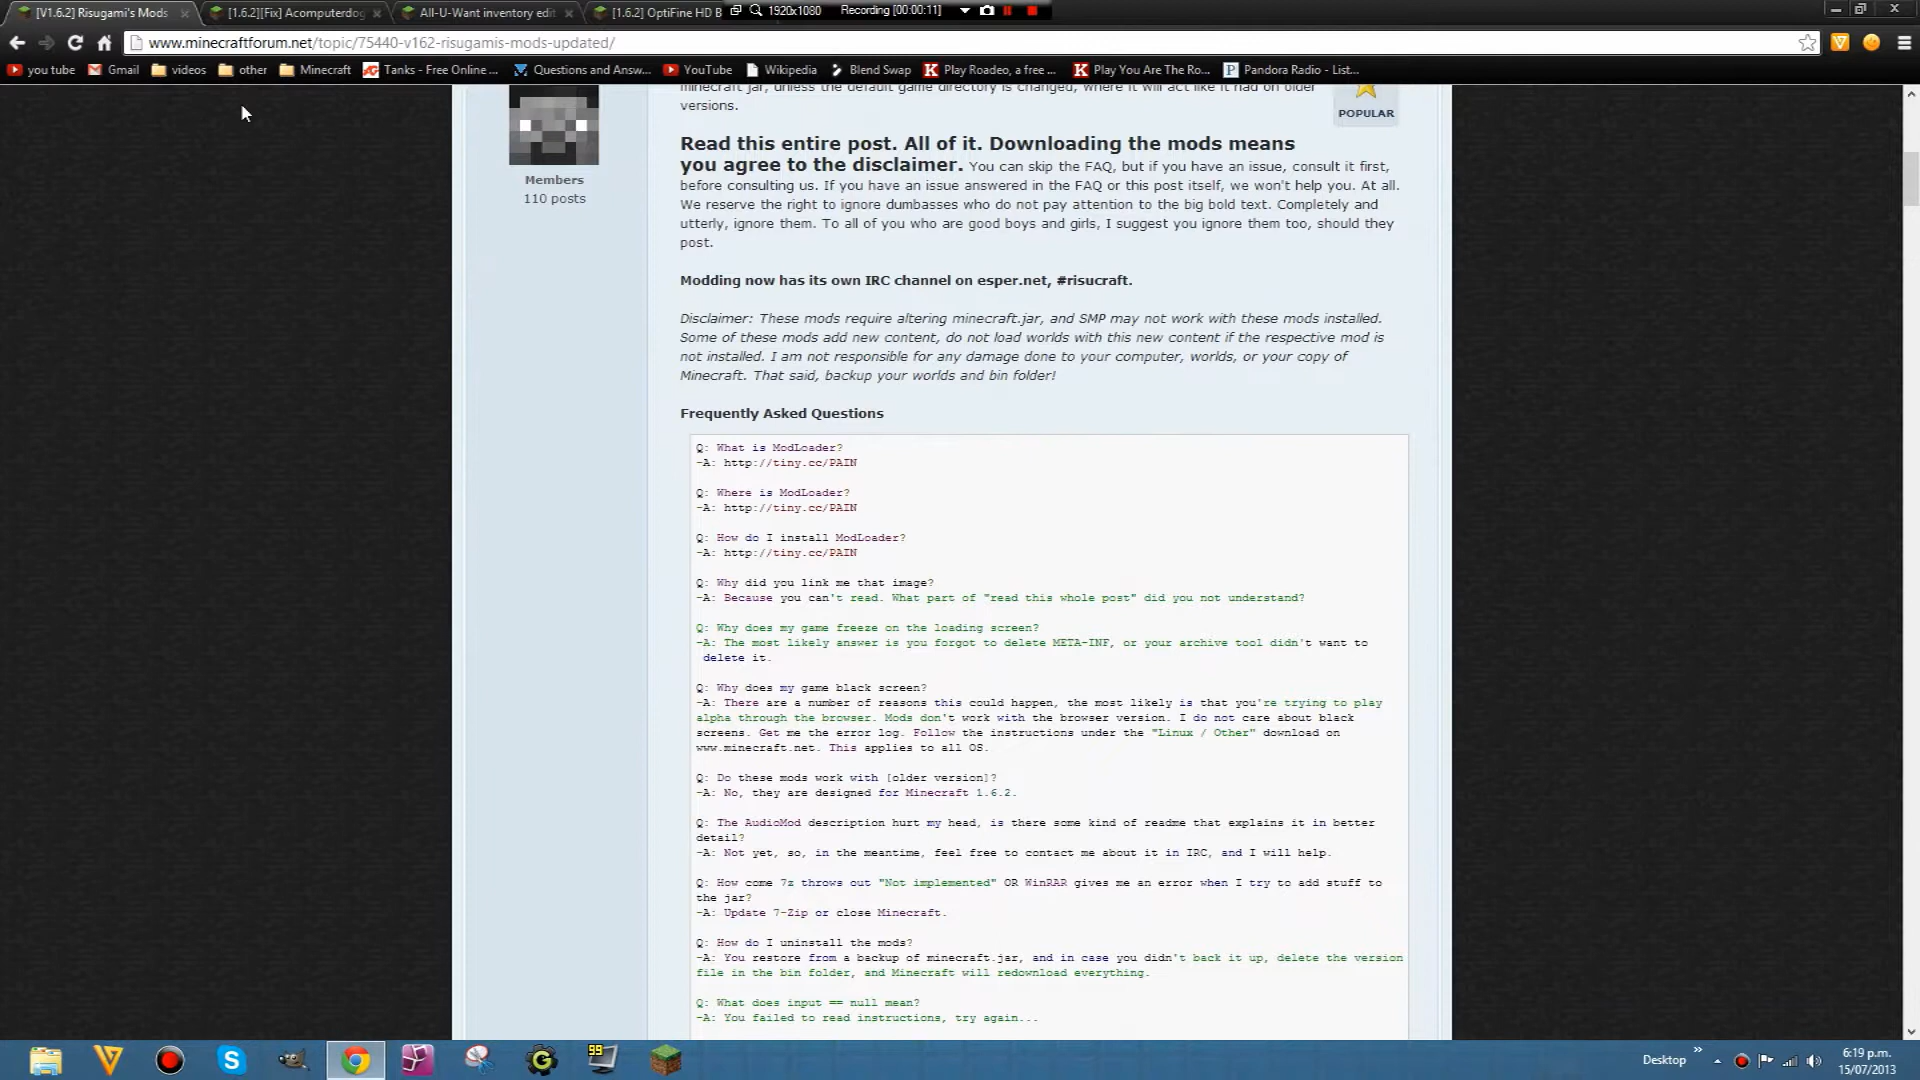 [V1.6.2] Risugami's Mods
[1.6.2][Fix] Acomputerdog
All-U-Want inventory edit
[1.6.2] OptiFine HD B
1920x1080
Recording [00:00:11]
www.minecraftforum.net/topic/75440-v162-risugamis-mods-updated/
you tube
Gmail
videos
other
Minecraft
Tanks - Free Online ...
Questions and Answ...
YouTube
Wikipedia
Blend Swap
Play Roadeo, a free ...
Play You Are The Ro...
Pandora Radio - List...
minecraft jar, unless the default game directory is changed, where it will act like it had on older
versions.
POPULAR
Members
110 posts
Read this entire post. All of it. Downloading the mods means
you agree to the disclaimer. You can skip the FAQ, but if you have an issue, consult it first,
before consulting us. If you have an issue answered in the FAQ or this post itself, we won't help you. At all.
We reserve the right to ignore dumbasses who do not pay attention to the big bold text. Completely and
utterly, ignore them. To all of you who are good boys and girls, I suggest you ignore them too, should they
post.
Modding now has its own IRC channel on esper.net, #risucraft.
Disclaimer: These mods require altering minecraft.jar, and SMP may not work with these mods installed.
Some of these mods add new content, do not load worlds with this new content if the respective mod is
not installed. I am not responsible for any damage done to your computer, worlds, or your copy of
Minecraft. That said, backup your worlds and bin folder!
Frequently Asked Questions
Q: What is ModLoader?
-A: http://tiny.cc/PAIN
Q: Where is ModLoader?
-A: http://tiny.cc/PAIN
Q: How do I install ModLoader?
-A: http://tiny.cc/PAIN
Q: Why did you link me that image?
-A: Because you can't read. What part of "read this whole post" did you not understand?
Q: Why does my game freeze on the loading screen?
-A: The most likely answer is you forgot to delete META-INF, or your archive tool didn't want to
delete it.
Q: Why does my game black screen?
-A: There are a number of reasons this could happen, the most likely is that you're trying to play
alpha through the browser. Mods don't work with the browser version. I do not care about black
screens. Get me the error log. Follow the instructions under the "Linux / Other" download on
www.minecraft.net. This applies to all OS.
Q: Do these mods work with [older version]?
-A: No, they are designed for Minecraft 1.6.2.
Q: The AudioMod description hurt my head, is there some kind of readme that explains it in better
detail?
-A: Not yet, so, in the meantime, feel free to contact me about it in IRC, and I will help.
Q: How come 7z throws out "Not implemented" OR WinRAR gives me an error when I try to add stuff to
the jar?
-A: Update 7-Zip or close Minecraft.
Q: How do I uninstall the mods?
-A: You restore from a backup of minecraft.jar, and in case you didn't back it up, delete the version
file in the bin folder, and Minecraft will redownload everything.
Q: What does input == null mean?
-A: You failed to read instructions, try again...
99
Desktop
6:19 p.m.
15/07/2013